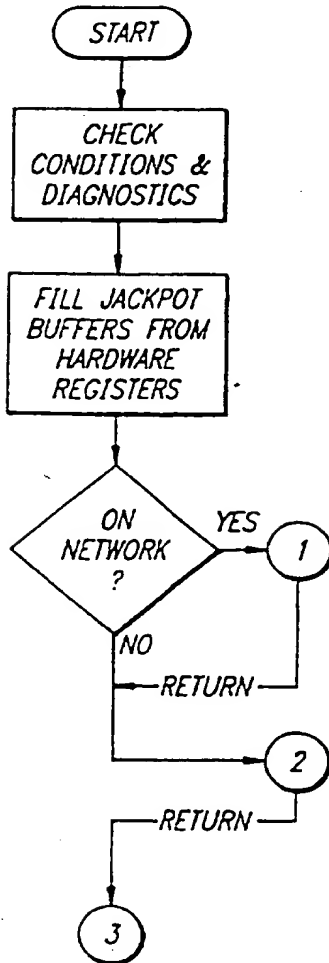 START
CHECK
CONDITIONS &
DIAGNOSTICS
FILL JACKPOT
BUFFERS FROM
HARDWARE
REGISTERS
ON
NETWORK
?
YES
1
NO
RETURN
2
RETURN
3